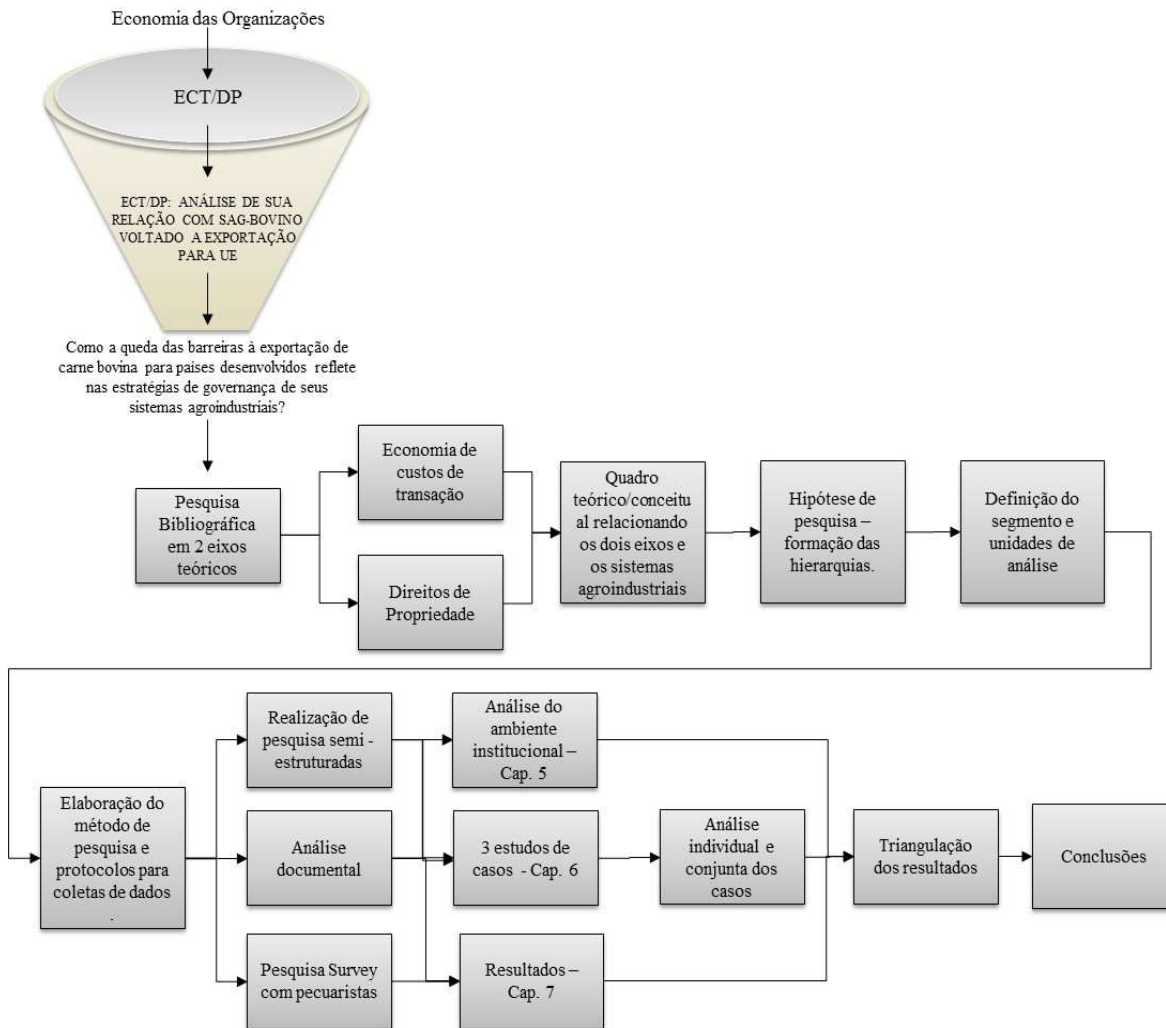 Economia das Organizações
ECT/DP
ECT/DP: ANÁLISE DE SUA
RELAÇÃO COM SAG-BOVINO
VOLTADO A EXPORTAÇÃO
PARA UE
Como a queda das barreiras à exportação de
carne bovina para países desenvolvidos reflete
nas estratégias de governança de seus
sistemas agroindustriais?
Pesquisa
Bibliográfica
em 2 eixos
teóricos
Economia de
custos de
transação
Direitos de
Propriedade
Quadro
teórico/conceitu
al relacionando
os dois eixos e
os sistemas
agroindustriais
Hipótese de
pesquisa –
formação das
hierarquias.
Definição do
segmento e
unidades de
análise
Elaboração do
método de
pesquisa e
protocolos para
coletas de dados
.
Realização de
pesquisa semi -
estruturadas
Análise
documental
Pesquisa Survey
com pecuaristas
Análise do
ambiente
institucional –
Cap. 5
3 estudos de
casos - Cap. 6
Resultados –
Cap. 7
Análise
individual e
conjunta dos
casos
Triangulação
dos resultados
Conclusões